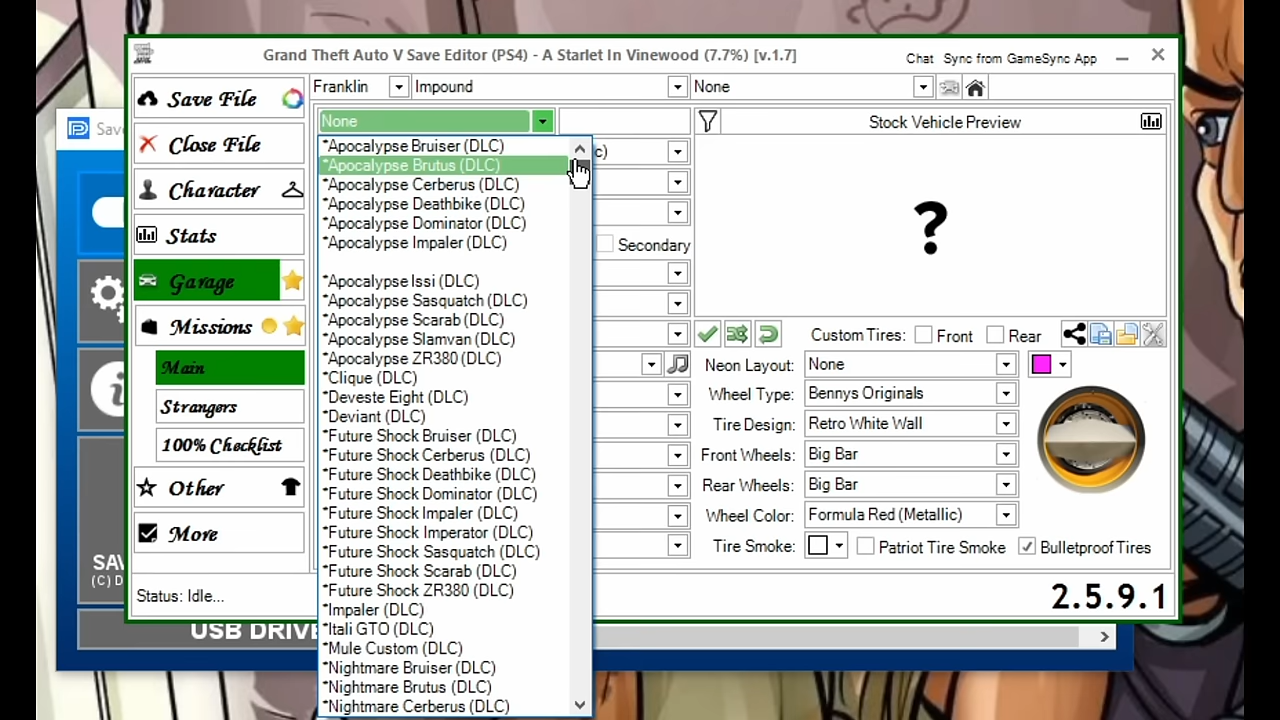 Grand Theft Auto V Save Editor (PS4) - A Starlet In Vinewood (7.7%) [v.1.7]
Chat Sync from GameSync App
Save File
Close File
Character
Stats
Garage
Missions
Main
Strangers
100% Checklist
Other
More
Status: Idle...
Franklin
Impound
None
None
*Apocalypse Bruiser (DLC)
*Apocalypse Brutus (DLC)
*Apocalypse Cerberus (DLC)
*Apocalypse Deathbike (DLC)
*Apocalypse Dominator (DLC)
*Apocalypse Impaler (DLC)
*Apocalypse Issi (DLC)
*Apocalypse Sasquatch (DLC)
*Apocalypse Scarab (DLC)
*Apocalypse Slamvan (DLC)
*Apocalypse ZR380 (DLC)
*Clique (DLC)
*Deveste Eight (DLC)
*Deviant (DLC)
*Future Shock Bruiser (DLC)
*Future Shock Cerberus (DLC)
*Future Shock Deathbike (DLC)
*Future Shock Dominator (DLC)
*Future Shock Impaler (DLC)
*Future Shock Imperator (DLC)
*Future Shock Sasquatch (DLC)
*Future Shock Scarab (DLC)
*Future Shock ZR380 (DLC)
*Impaler (DLC)
*Itali GTO (DLC)
*Mule Custom (DLC)
*Nightmare Bruiser (DLC)
*Nightmare Brutus (DLC)
*Nightmare Cerberus (DLC)
c)
Secondary
Stock Vehicle Preview
?
Custom Tires: Front Rear
Neon Layout: None
Wheel Type: Bennys Originals
Tire Design: Retro White Wall
Front Wheels: Big Bar
Rear Wheels: Big Bar
Wheel Color: Formula Red (Metallic)
Tire Smoke: Patriot Tire Smoke Bulletproof Tires
2.5.9.1
Sav
SAV
(C) D
USB DRIVE